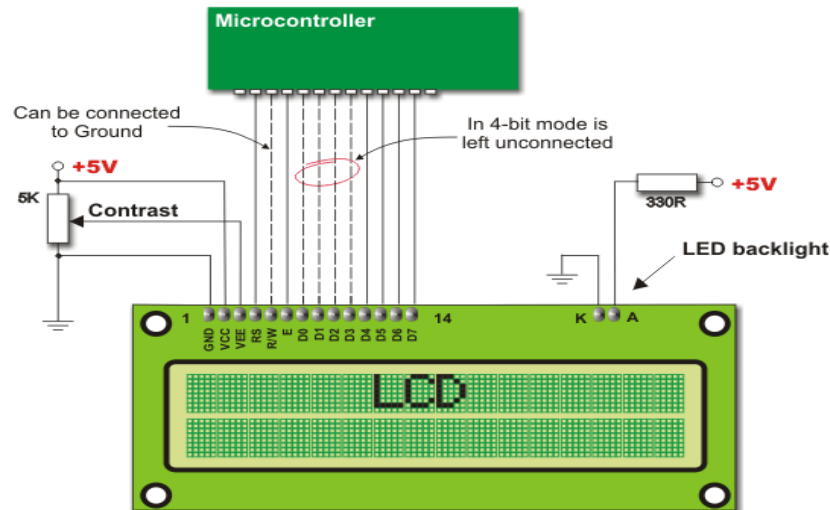 Microcontroller
Can be connected
to Ground
In 4-bit mode is
left unconnected
+5V
5K
Contrast
+5V
330R
LED backlight
1
14
K
A
GND
VCC
VEE
RS
R/W
E
D0
D1
D2
D3
D4
D5
D6
D7
LCD